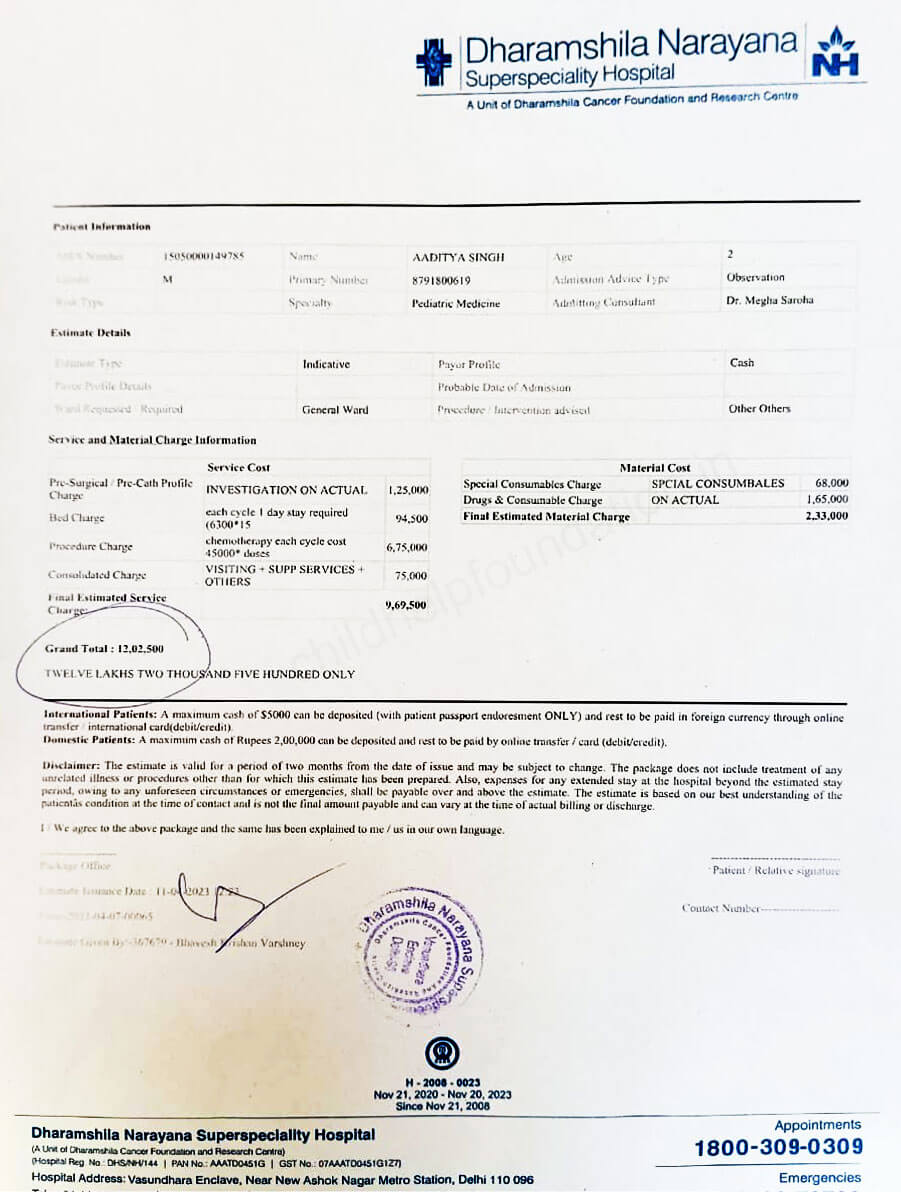 Dharamshila Narayana
Superspeciality Hospital
NH
A Unit of Dharamshila Cancer Foundation and Research Centre
Patient Information
MRN Number 15050000149785 Name AADITYA SINGH Age 2
Gender M Primary Number 8791800619 Admission Advice Type Observation
Risk Type Specialty Pediatric Medicine Admitting Consultant Dr. Megha Saroha
Estimate Details
Estimate Type Indicative Payor Profile Cash
Payor Profile Details Probable Date of Admission
Ward Requested / Required General Ward Procedure / Intervention advised Other Others
Service and Material Charge Information
Service Cost
Pre-Surgical / Pre-Cath Profile Charge INVESTIGATION ON ACTUAL 1,25,000
Bed Charge each cycle 1 day stay required (6300*15 94,500
Procedure Charge chemotherapy each cycle cost 45000* doses 6,75,000
Consolidated Charge VISITING + SUPP SERVICES + OTHERS 75,000
Final Estimated Service Charge: 9,69,500
Material Cost
Special Consumables Charge SPCIAL CONSUMBALES 68,000
Drugs & Consumable Charge ON ACTUAL 1,65,000
Final Estimated Material Charge 2,33,000
Grand Total : 12,02,500
TWELVE LAKHS TWO THOUSAND FIVE HUNDRED ONLY
International Patients: A maximum cash of $5000 can be deposited (with patient passport endoresment ONLY) and rest to be paid in foreign currency through online
transfer / international card(debit/credit).
Domestic Patients: A maximum cash of Rupees 2,00,000 can be deposited and rest to be paid by online transfer / card (debit/credit).
Disclaimer: The estimate is valid for a period of two months from the date of issue and may be subject to change. The package does not include treatment of any
unrelated illness or procedures other than for which this estimate has been prepared. Also, expenses for any extended stay at the hospital beyond the estimated stay
period, owing to any unforeseen circumstances or emergencies, shall be payable over and above the estimate. The estimate is based on our best understanding of the
patientâs condition at the time of contact and is not the final amount payable and can vary at the time of actual billing or discharge.
I / We agree to the above package and the same has been explained to me / us in our own language.
Package Office
Patient / Relative signature
Estimate Issuance Date : 11-04-2023
Contact Number
Estimate Given By:-367679 - Bhavesh Krishan Varshney
Dharamshila Narayana
Dharamshila Cancer Foundation and Research Centre
Vasundhara
Enclave
childhelpfoundation.in
H - 2008 - 0023
Nov 21, 2020 - Nov 20, 2023
Since Nov 21, 2008
Dharamshila Narayana Superspeciality Hospital
(A Unit of Dharamshila Cancer Foundation and Research Centre)
(Hospital Reg. No.: DHS/NH/144 | PAN No.: AAATD0451G | GST No.: 07AAATD0451G1Z7)
Hospital Address: Vasundhara Enclave, Near New Ashok Nagar Metro Station, Delhi 110 096
Appointments
1800-309-0309
Emergencies